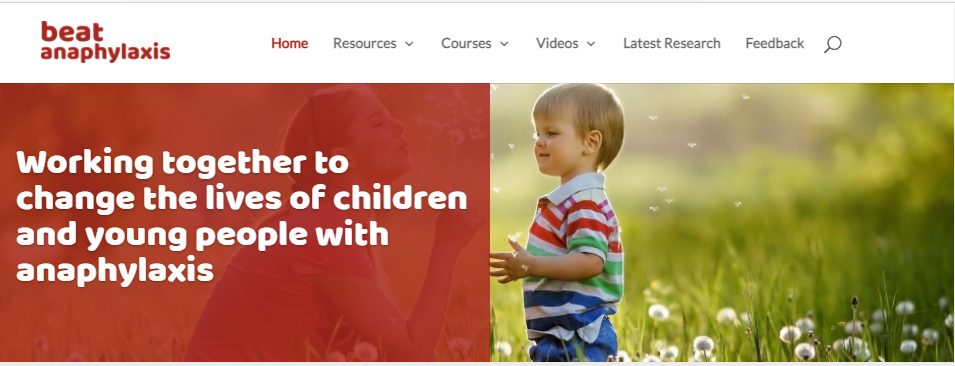 beat
anaphylaxis
Home Resources Courses Videos Latest Research Feedback
Working together to
change the lives of children
and young people with
anaphylaxis